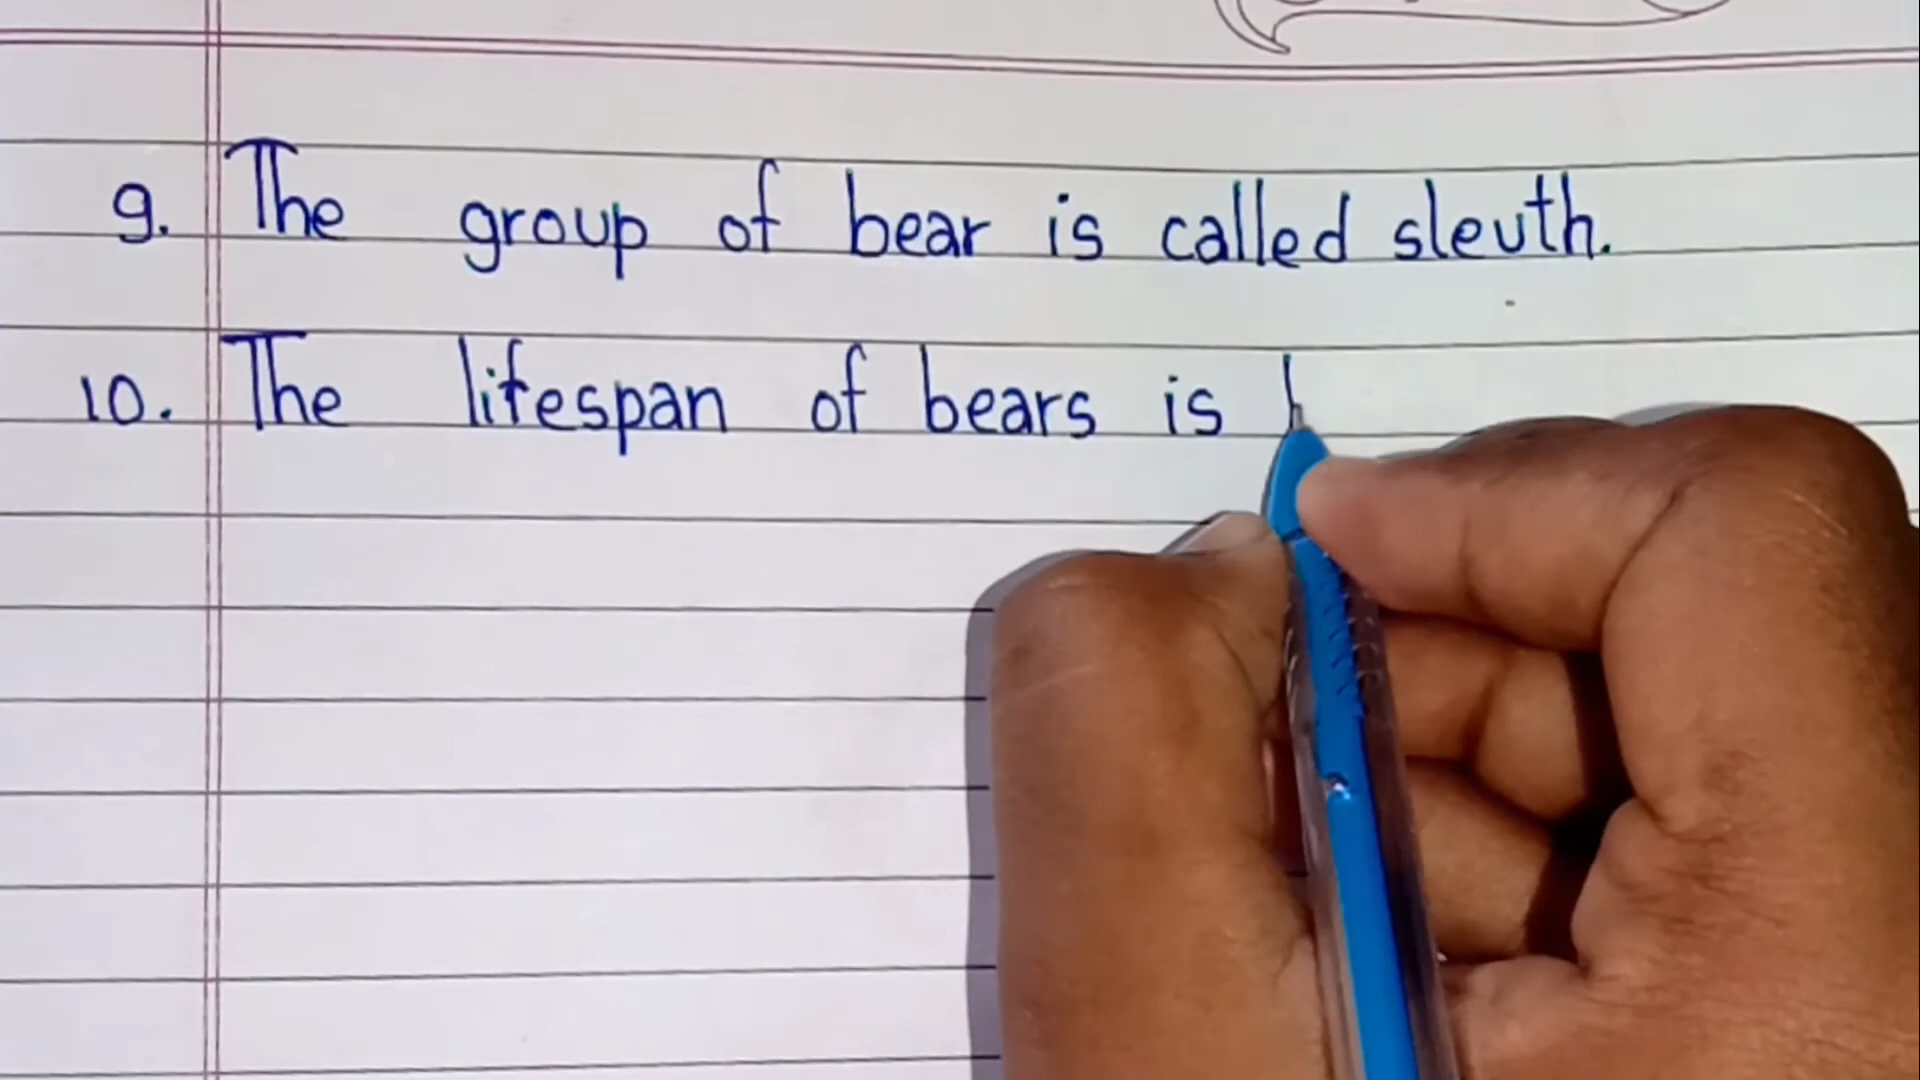 9. The group of bear is called sleuth.
10. The lifespan of bears is